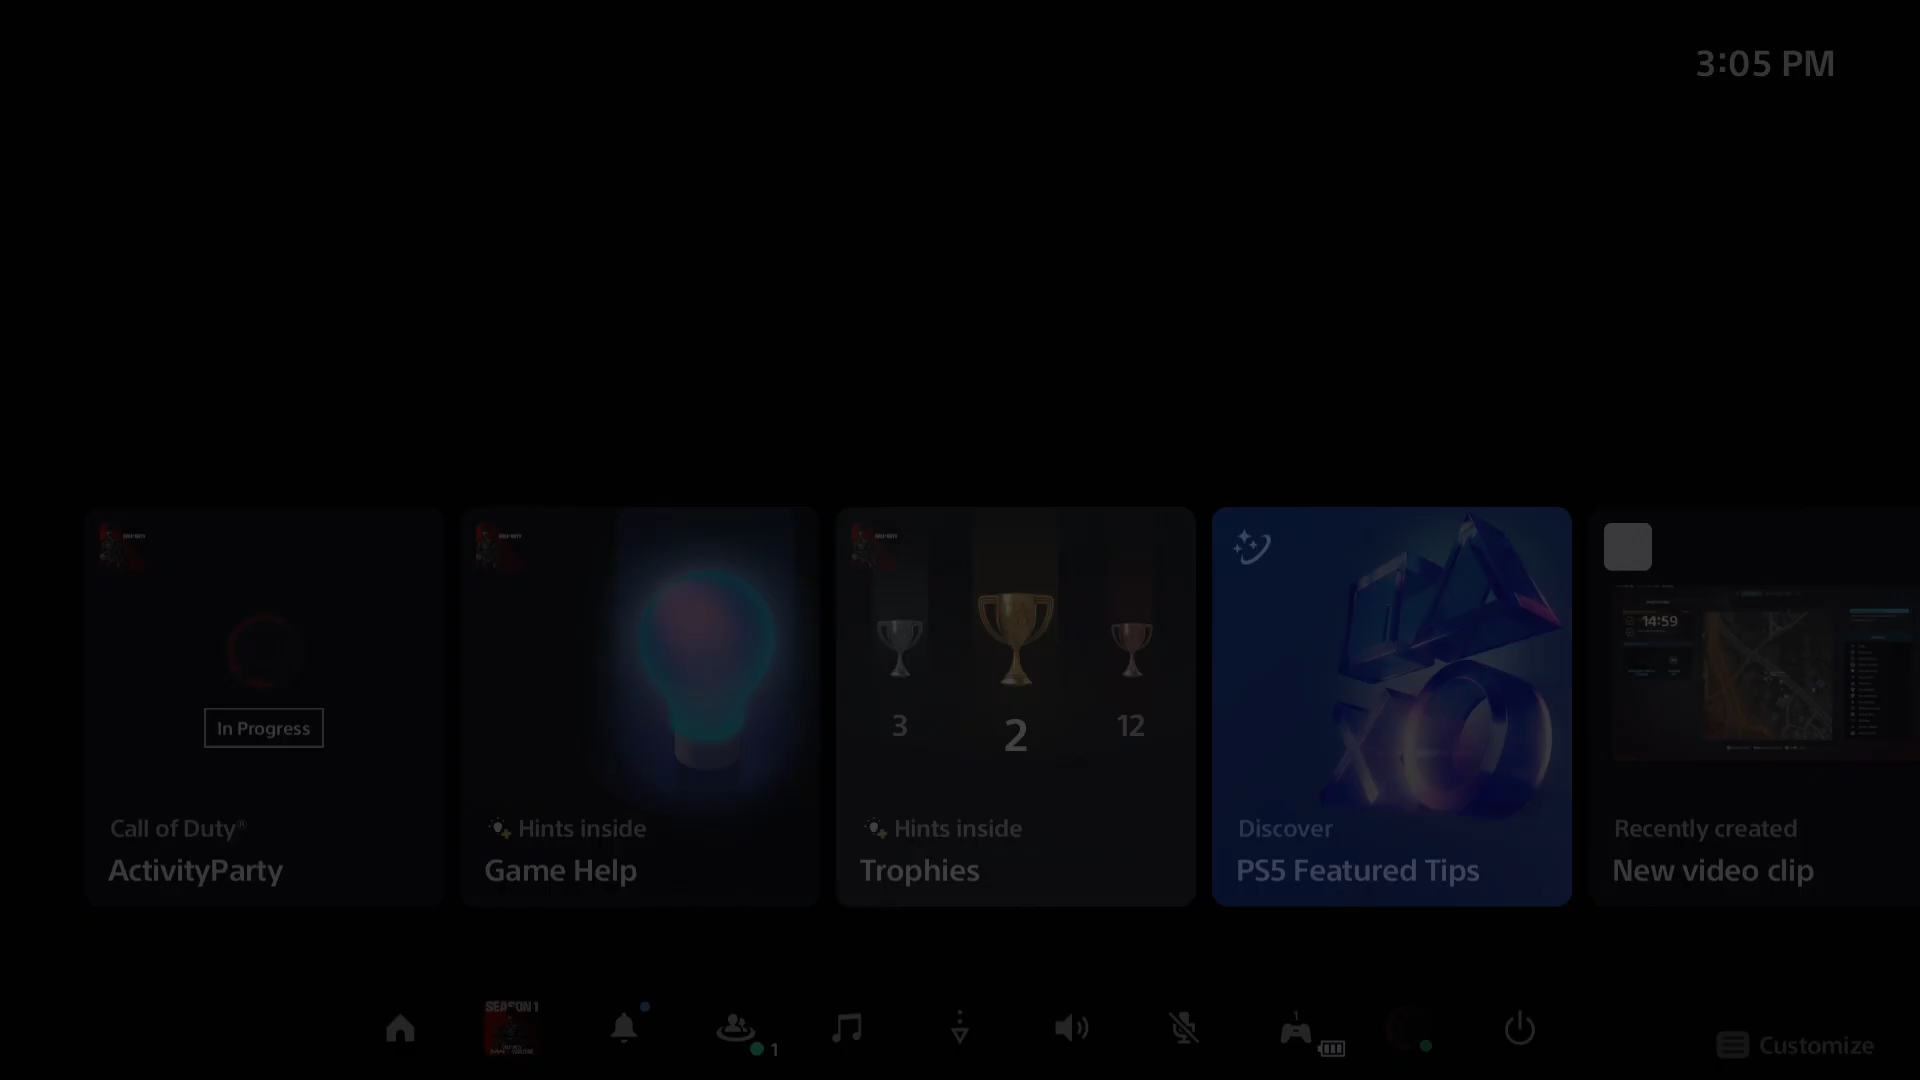 3:05 PM
In Progress
Call of Duty®
ActivityParty
Hints inside
Game Help
3
2
12
Hints inside
Trophies
Discover
PS5 Featured Tips
14:59
Recently created
New video clip
SEASON 1
1
1
Customize